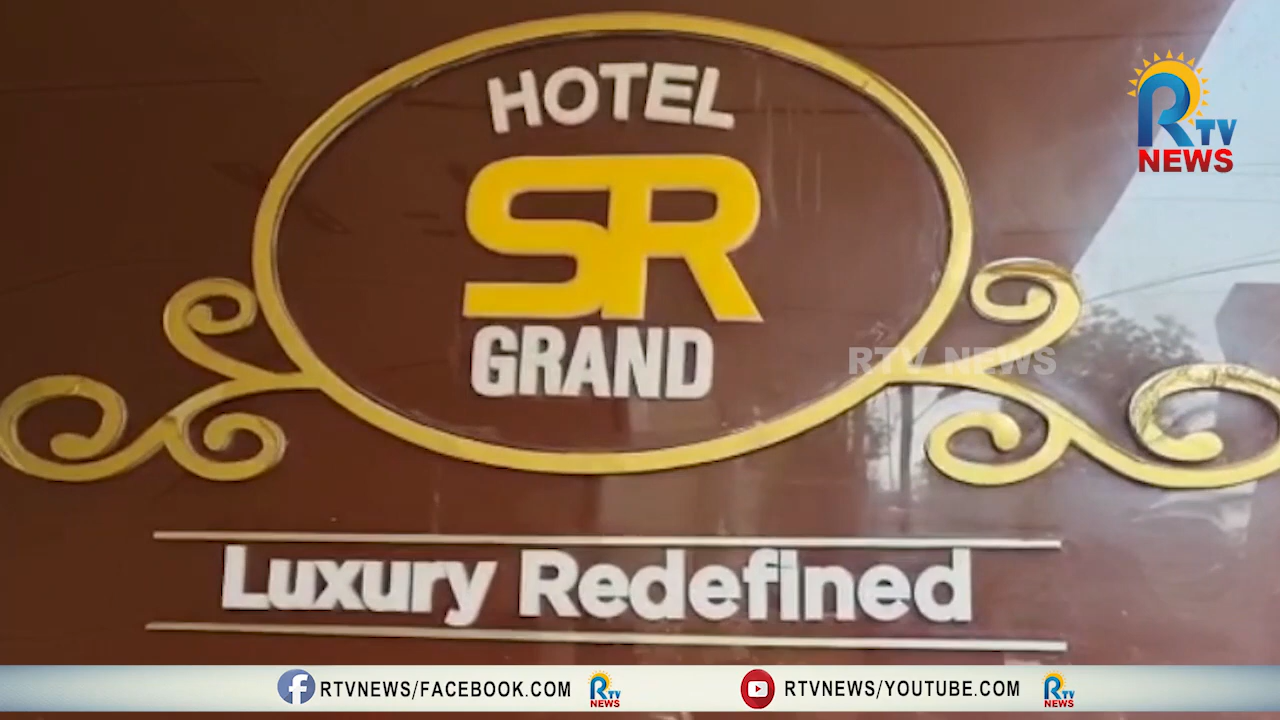 HOTEL
SR
GRAND
Luxury Redefined
RTV
NEWS
RTV NEWS
RTVNEWS/FACEBOOK.COM
RTV
NEWS
RTVNEWS/YOUTUBE.COM
RTV
NEWS